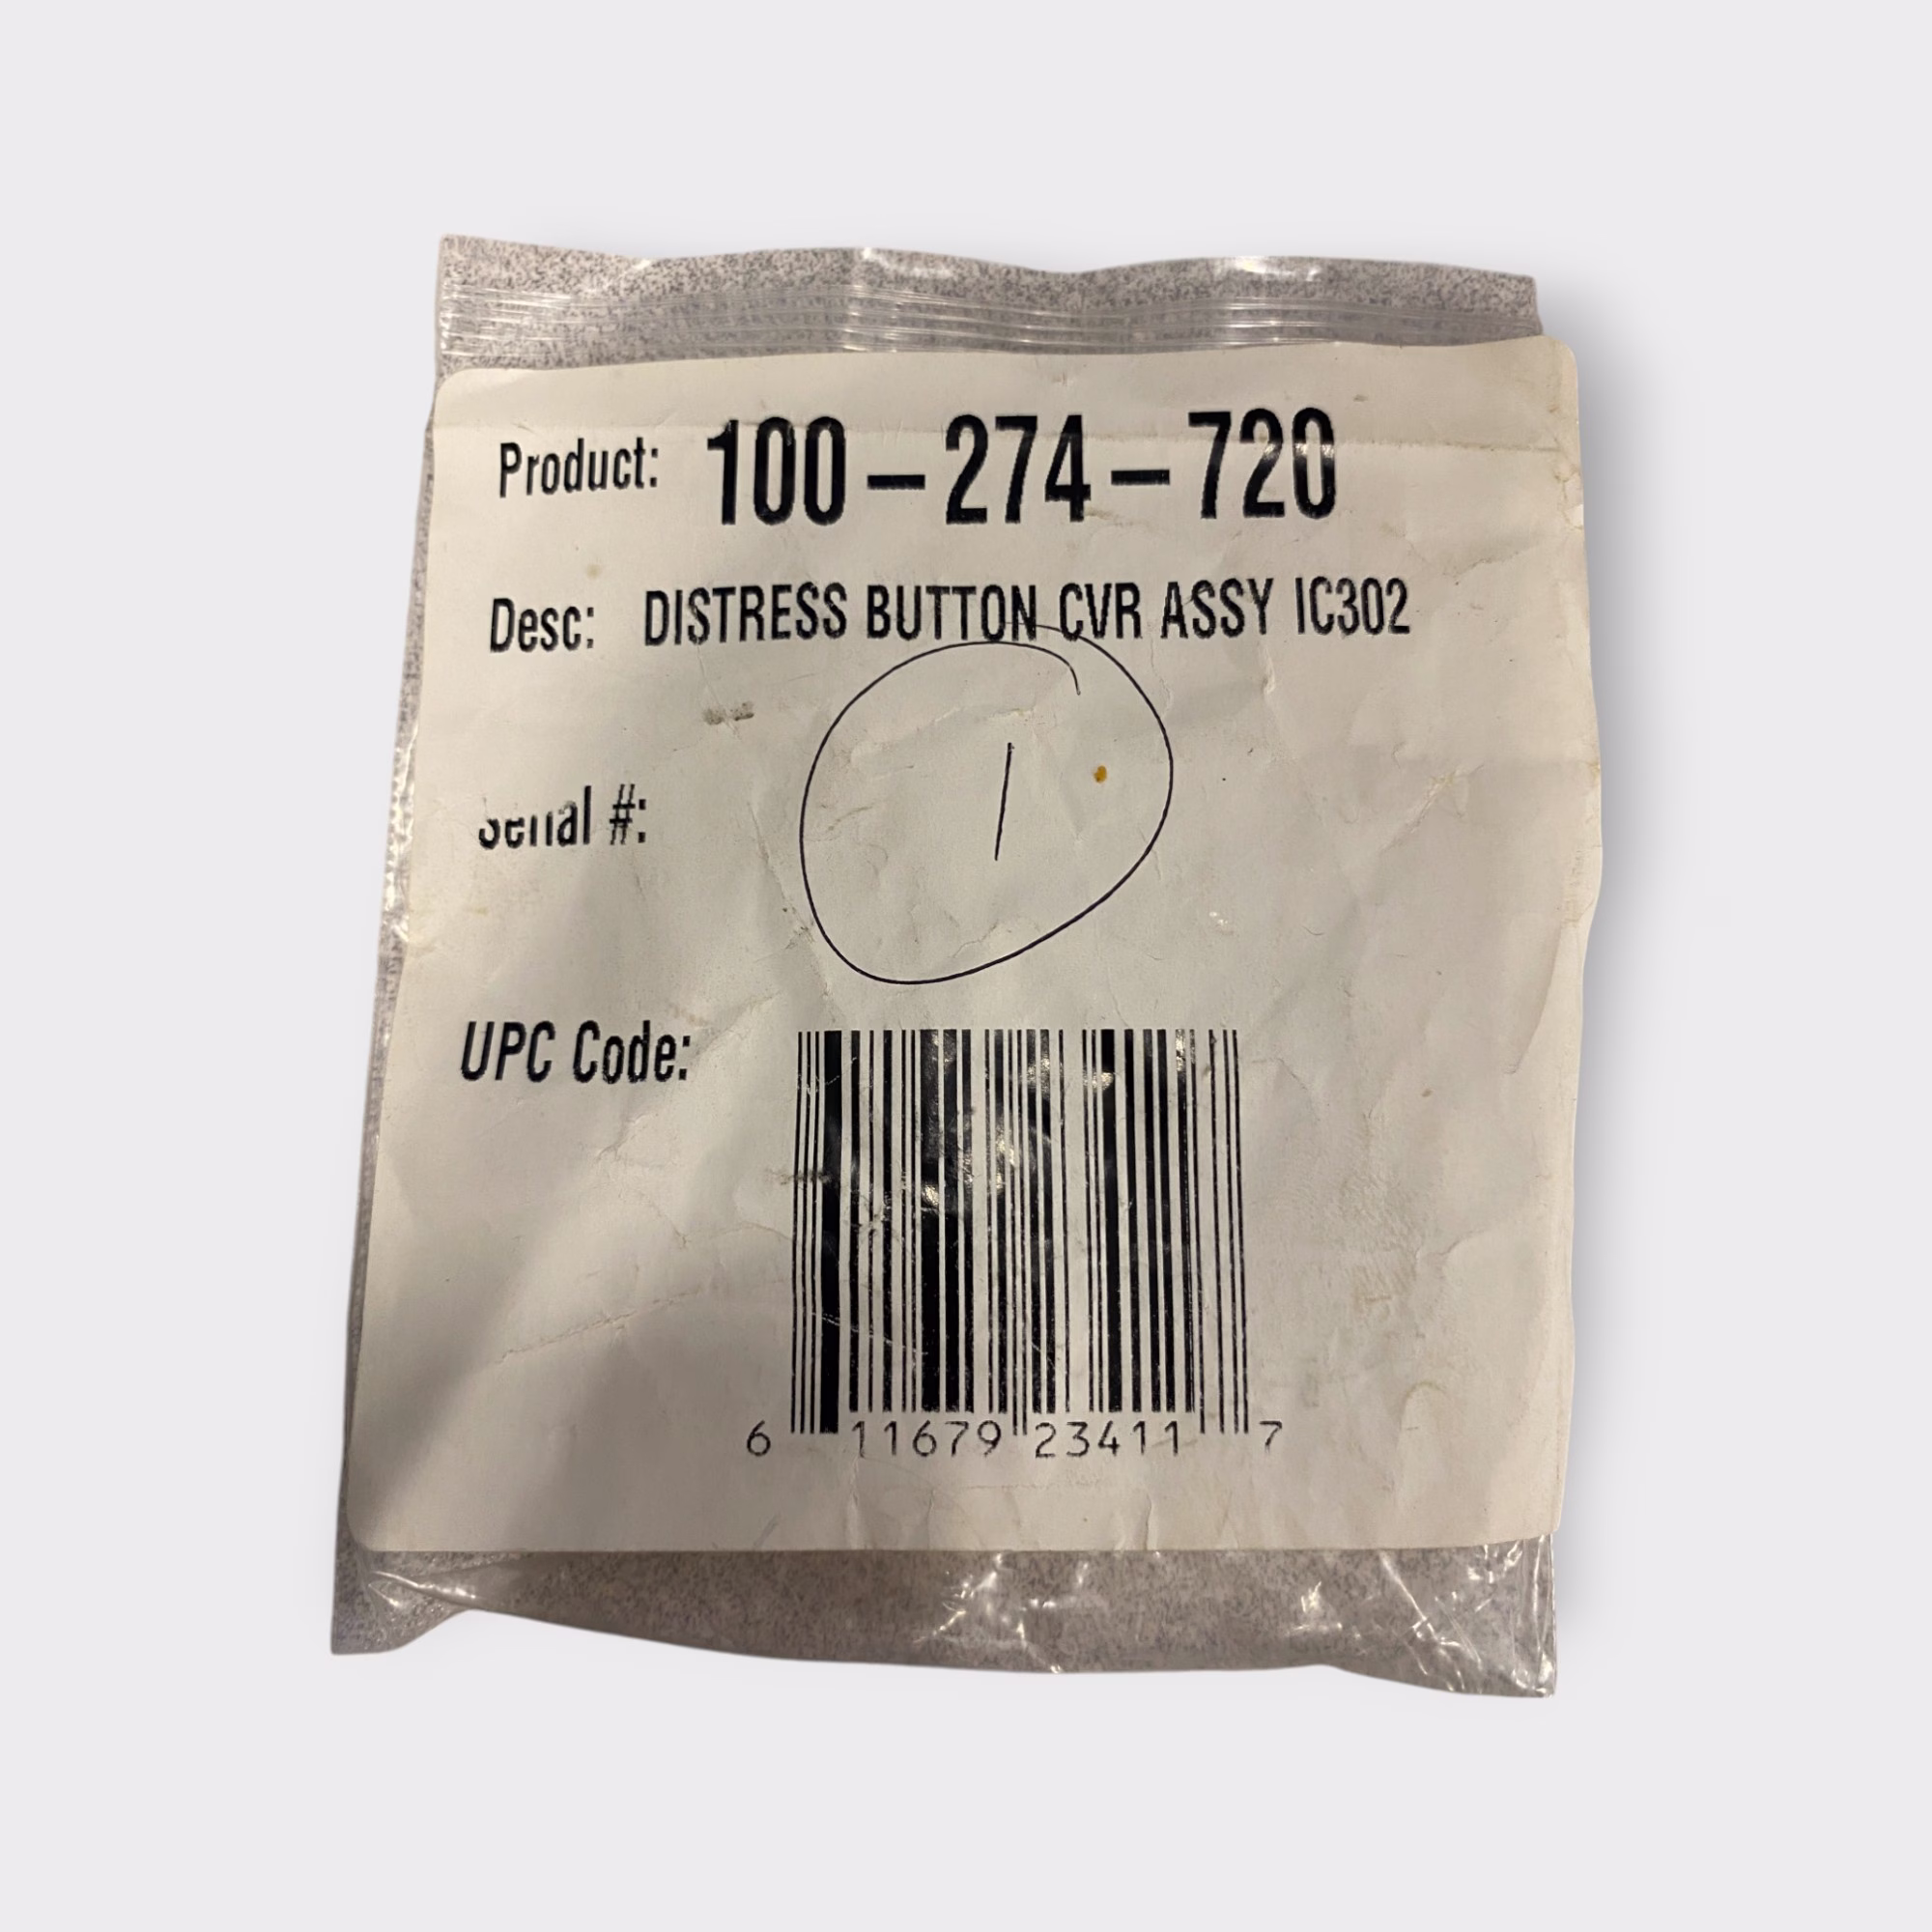 Product: 100-274-720
Desc: DISTRESS BUTTON CVR ASSY IC302
1
Serial #:
UPC Code:
6 11679 23411 7